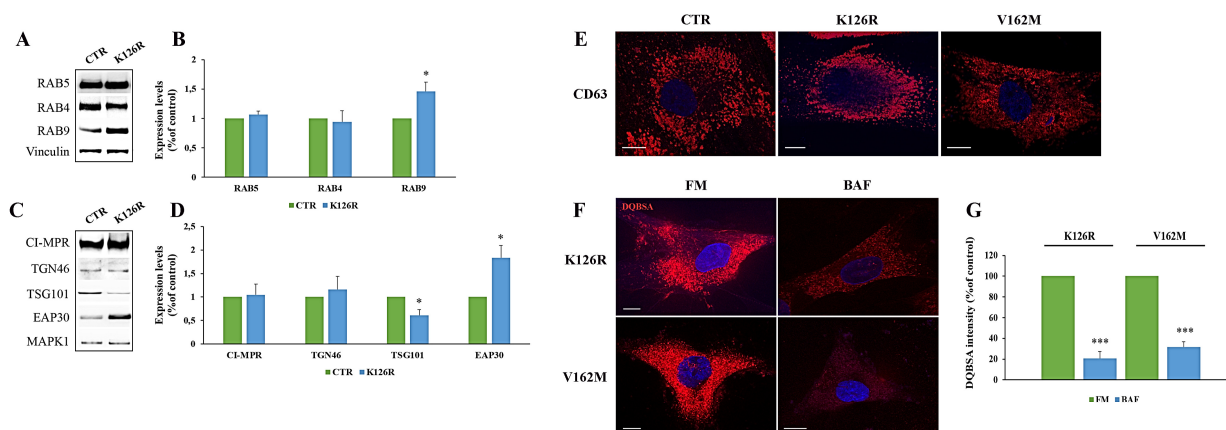 A
CTR K126R
RAB5
RAB4
RAB9
Vinculin
B
Expression levels
(%of control)
2
1,5
1
0,5
0
*
RAB5 RAB4 RAB9
CTR K126R
C
CTR K126R
CI-MPR
TGN46
TSG101
EAP30
MAPK1
D
Expression levels
(%of control)
2,5
2
1,5
1
0,5
0
*
*
CI-MPR TGN46 TSG101 EAP30
CTR K126R
E
CTR K126R V162M
CD63
F
FM BAF
DQBSA
K126R
V162M
G
K126R V162M
DQBSA intensity (%of control)
120
100
80
60
40
20
0
*** ***
FM BAF